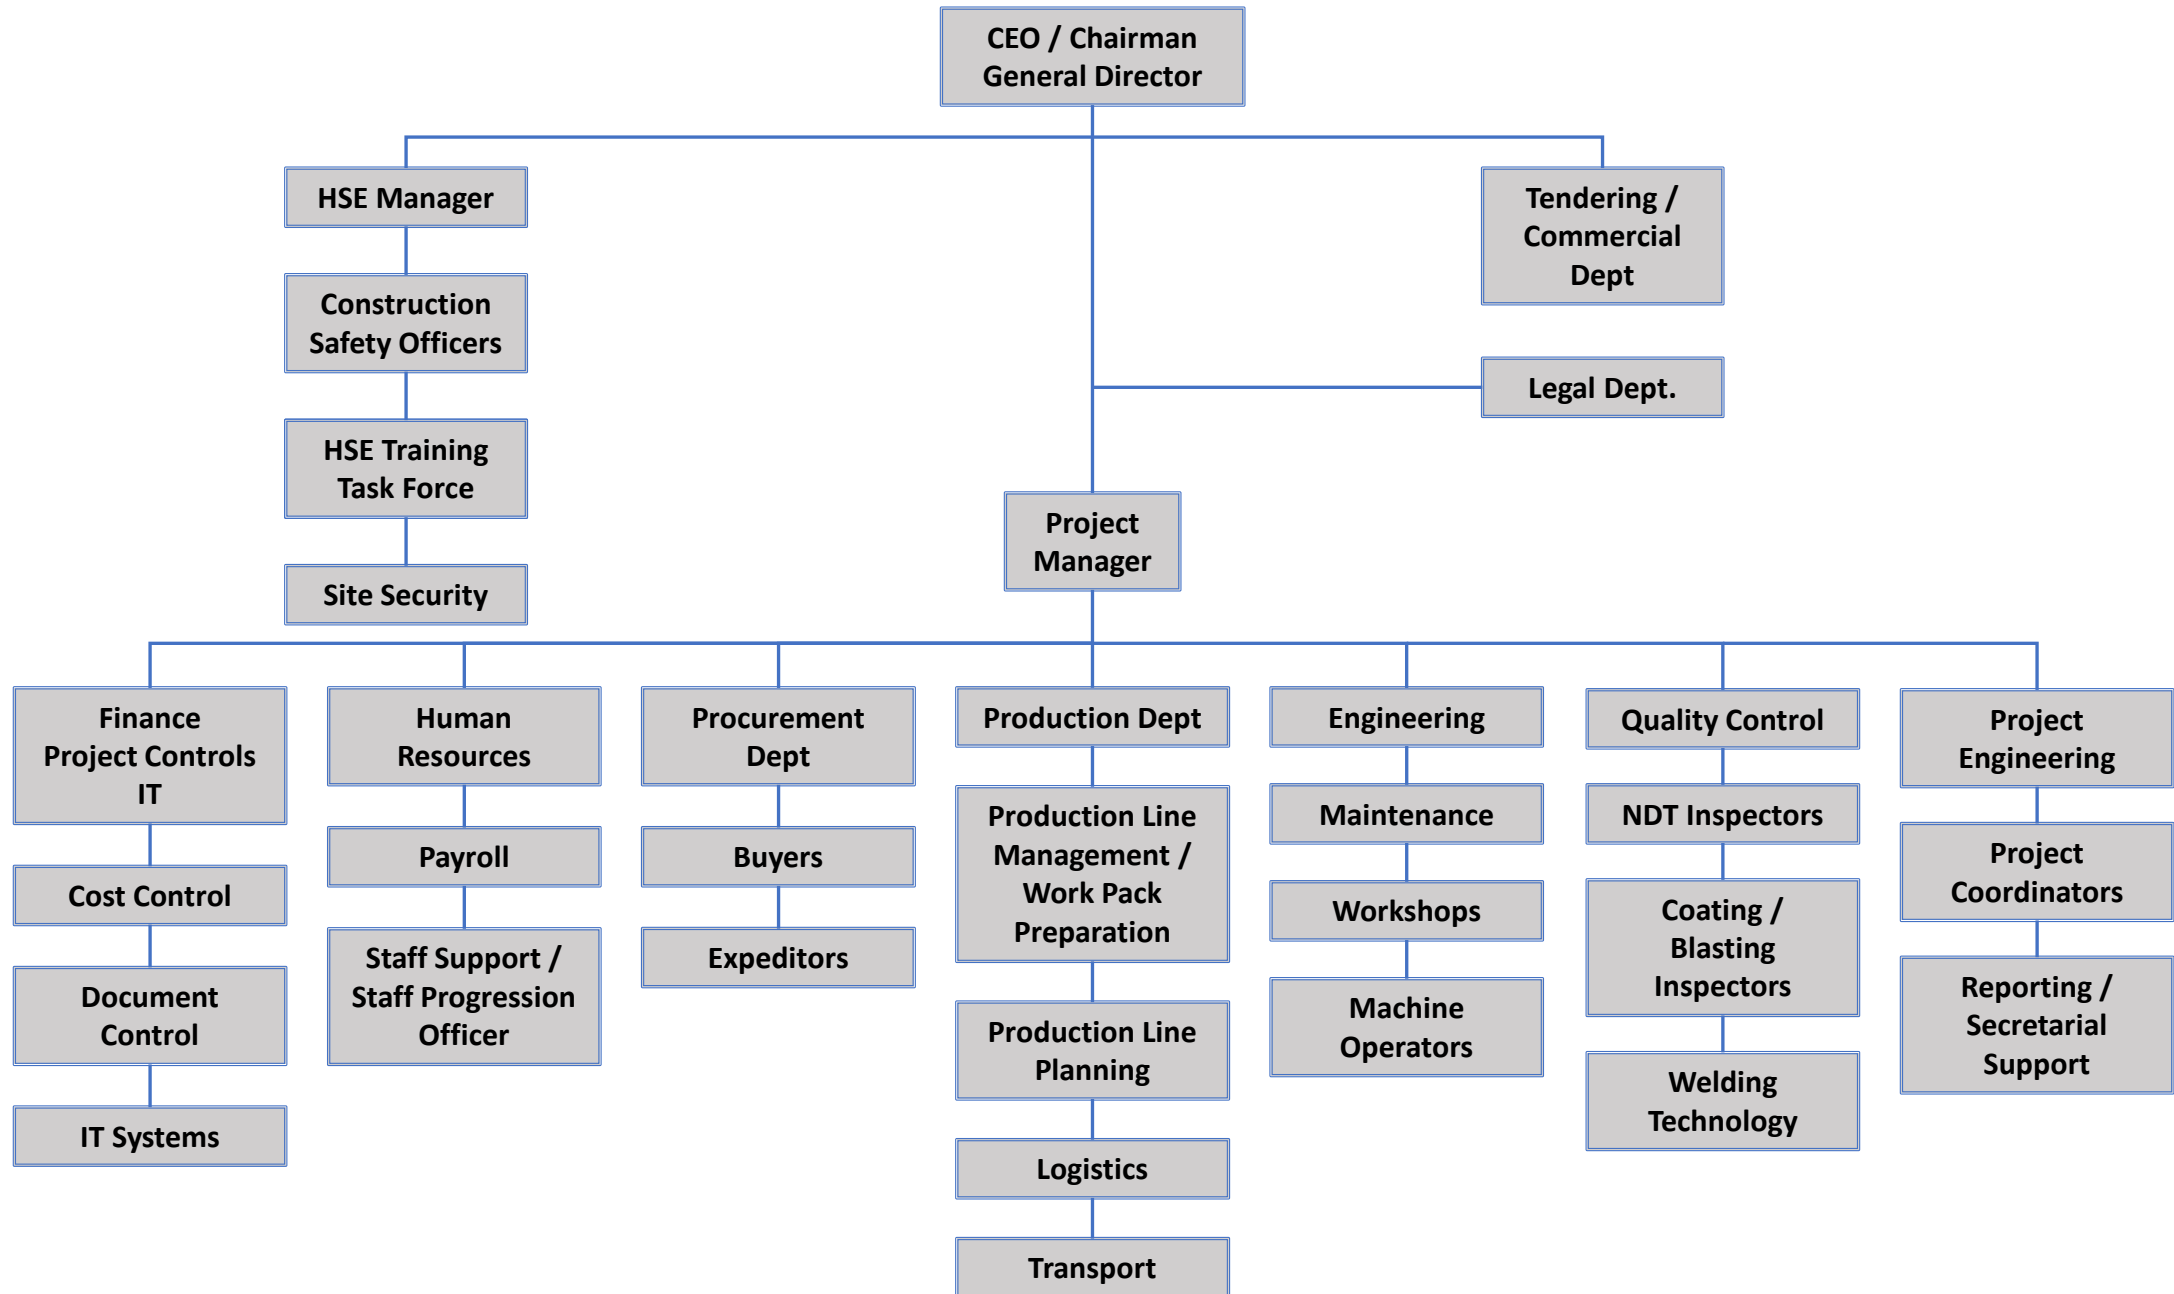 CEO / Chairman
General Director
HSE Manager
Tendering /
Commercial
Dept
Construction
Safety Officers
Legal Dept.
HSE Training
Task Force
Project
Manager
Site Security
Finance
Project Controls
IT
Cost Control
Document
Control
IT Systems
Human
Resources
Payroll
Staff Support /
Staff Progression
Officer
Procurement
Dept
Buyers
Expeditors
Production Dept
Production Line
Management /
Work Pack
Preparation
Production Line
Planning
Logistics
Transport
Engineering
Maintenance
Workshops
Machine
Operators
Quality Control
NDT Inspectors
Coating /
Blasting
Inspectors
Welding
Technology
Project
Engineering
Project
Coordinators
Reporting /
Secretarial
Support